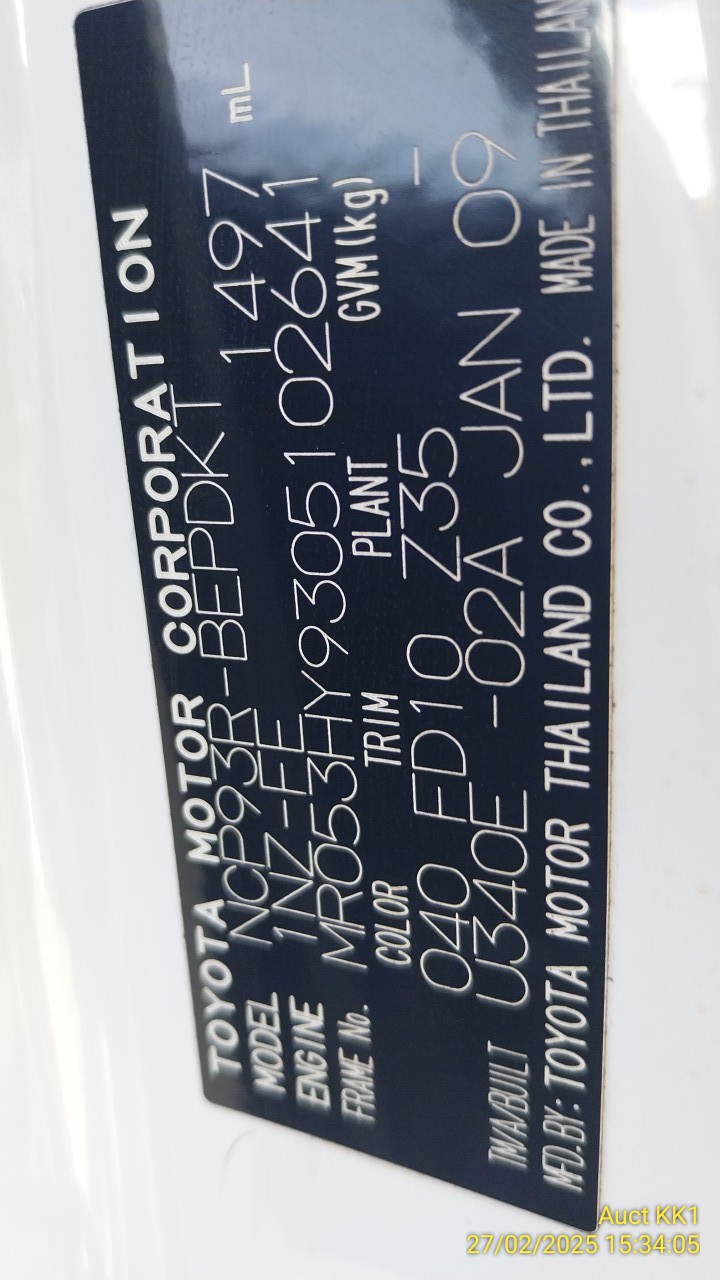 TOYOTA MOTOR CORPORATION
MODEL NCP93R-BEPDKT 1497 mL
ENGINE 1NZ-FE
FRAME No. MR053HY9305102641
COLOR TRIM PLANT GVM(kg)
040 FD10 Z35 -
TM/A/BUILT U340E -02A JAN 09
MFD.BY: TOYOTA MOTOR THAILAND CO.,LTD. MADE IN THAILAN
Auct KK1
27/02/2025 15:34:05